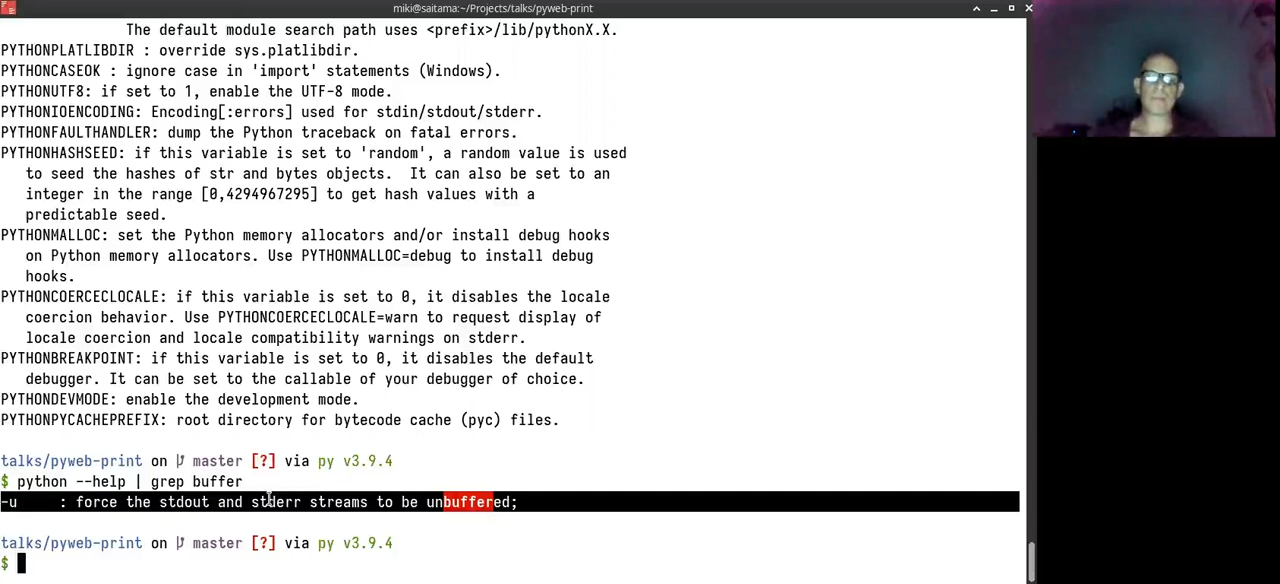 miki@saitama:~/Projects/talks/pyweb-print
The default module search path uses <prefix>/lib/pythonX.X.
PYTHONPLATLIBDIR : override sys.platlibdir.
PYTHONCASEOK : ignore case in 'import' statements (Windows).
PYTHONUTF8: if set to 1, enable the UTF-8 mode.
PYTHONIOENCODING: Encoding[:errors] used for stdin/stdout/stderr.
PYTHONFAULTHANDLER: dump the Python traceback on fatal errors.
PYTHONHASHSEED: if this variable is set to 'random', a random value is used
to seed the hashes of str and bytes objects.  It can also be set to an
integer in the range [0,4294967295] to get hash values with a
predictable seed.
PYTHONMALLOC: set the Python memory allocators and/or install debug hooks
on Python memory allocators. Use PYTHONMALLOC=debug to install debug
hooks.
PYTHONCOERCECLOCALE: if this variable is set to 0, it disables the locale
coercion behavior. Use PYTHONCOERCECLOCALE=warn to request display of
locale coercion and locale compatibility warnings on stderr.
PYTHONBREAKPOINT: if this variable is set to 0, it disables the default
debugger. It can be set to the callable of your debugger of choice.
PYTHONDEVMODE: enable the development mode.
PYTHONPYCACHEPREFIX: root directory for bytecode cache (pyc) files.
talks/pyweb-print on master [?] via py v3.9.4
$ python --help | grep buffer
-u     : force the stdout and stderr streams to be unbuffered;
talks/pyweb-print on master [?] via py v3.9.4
$